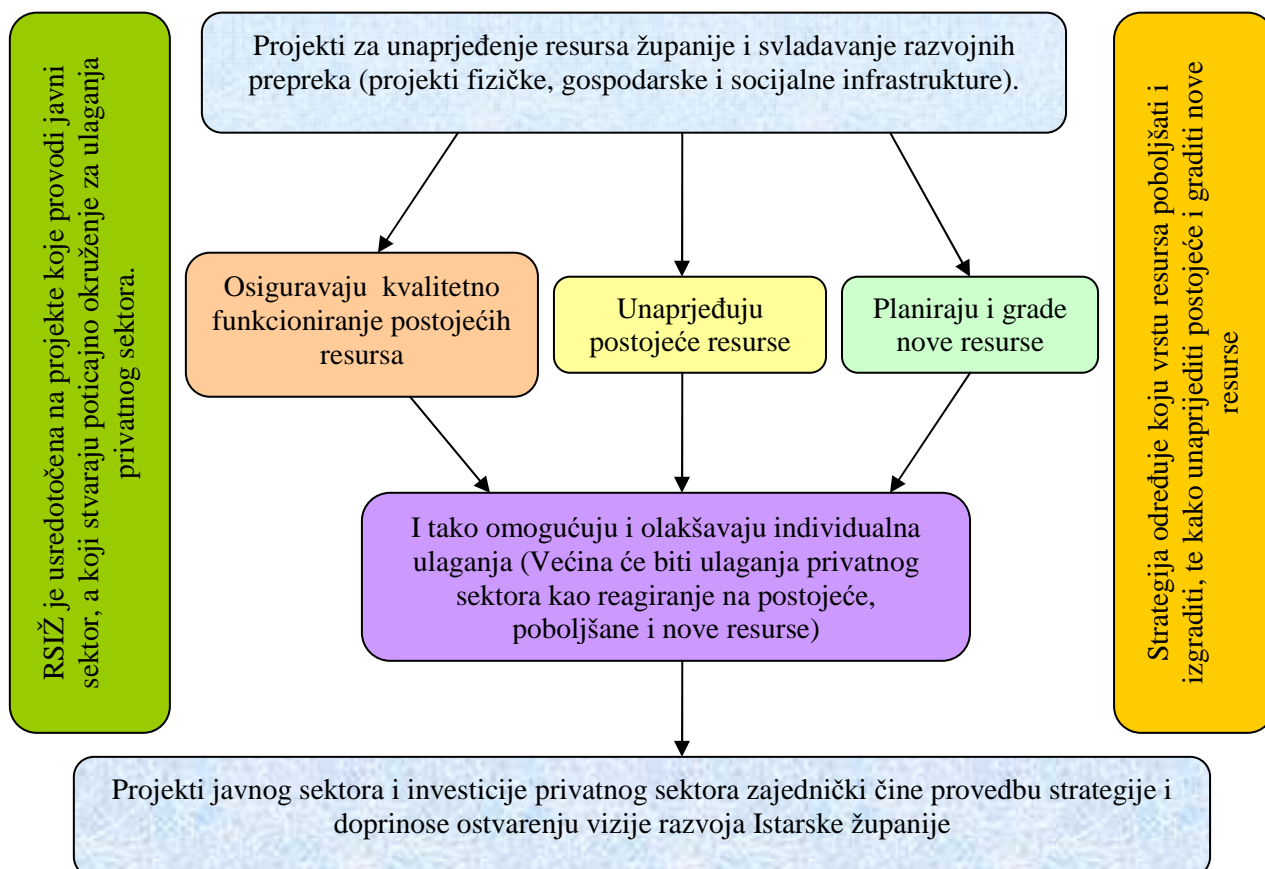 Projekti za unaprjeđenje resursa županije i svladavanje razvojnih
prepreka (projekti fizičke, gospodarske i socijalne infrastrukture).
RSIŽ je usredotočena na projekte koje provodi javni
sektor, a koji stvaraju poticajno okruženje za ulaganja
privatnog sektora.
Osiguravaju kvalitetno
funkcioniranje postojećih
resursa
Unaprjeđuju
postojeće resurse
Planiraju i grade
nove resurse
Strategija određuje koju vrstu resursa poboljšati i
izgraditi, te kako unaprijediti postojeće i graditi nove
resurse
I tako omogućuju i olakšavaju individualna
ulaganja (Većina će biti ulaganja privatnog
sektora kao reagiranje na postojeće,
poboljšane i nove resurse)
Projekti javnog sektora i investicije privatnog sektora zajednički čine provedbu strategije i
doprinose ostvarenju vizije razvoja Istarske županije